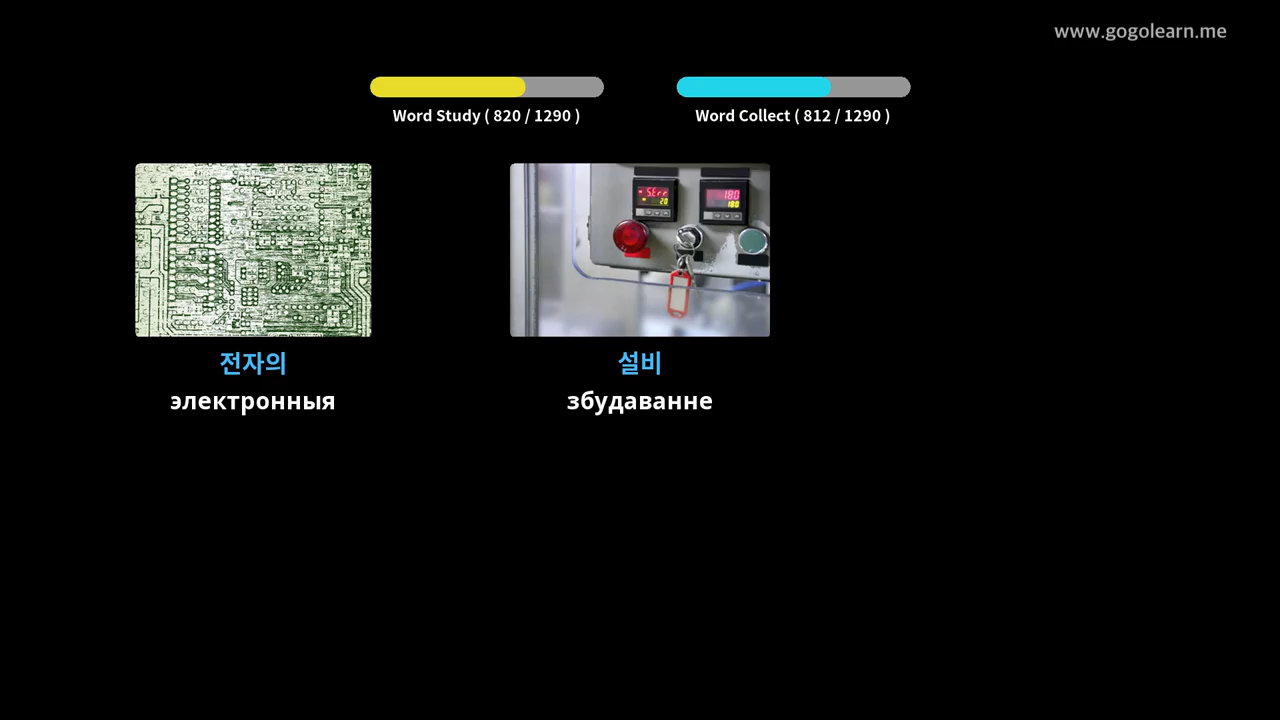 www.gogolearn.me
Word Study ( 820 / 1290 )
Word Collect ( 812 / 1290 )
전자의
электронныя
설비
збудаванне